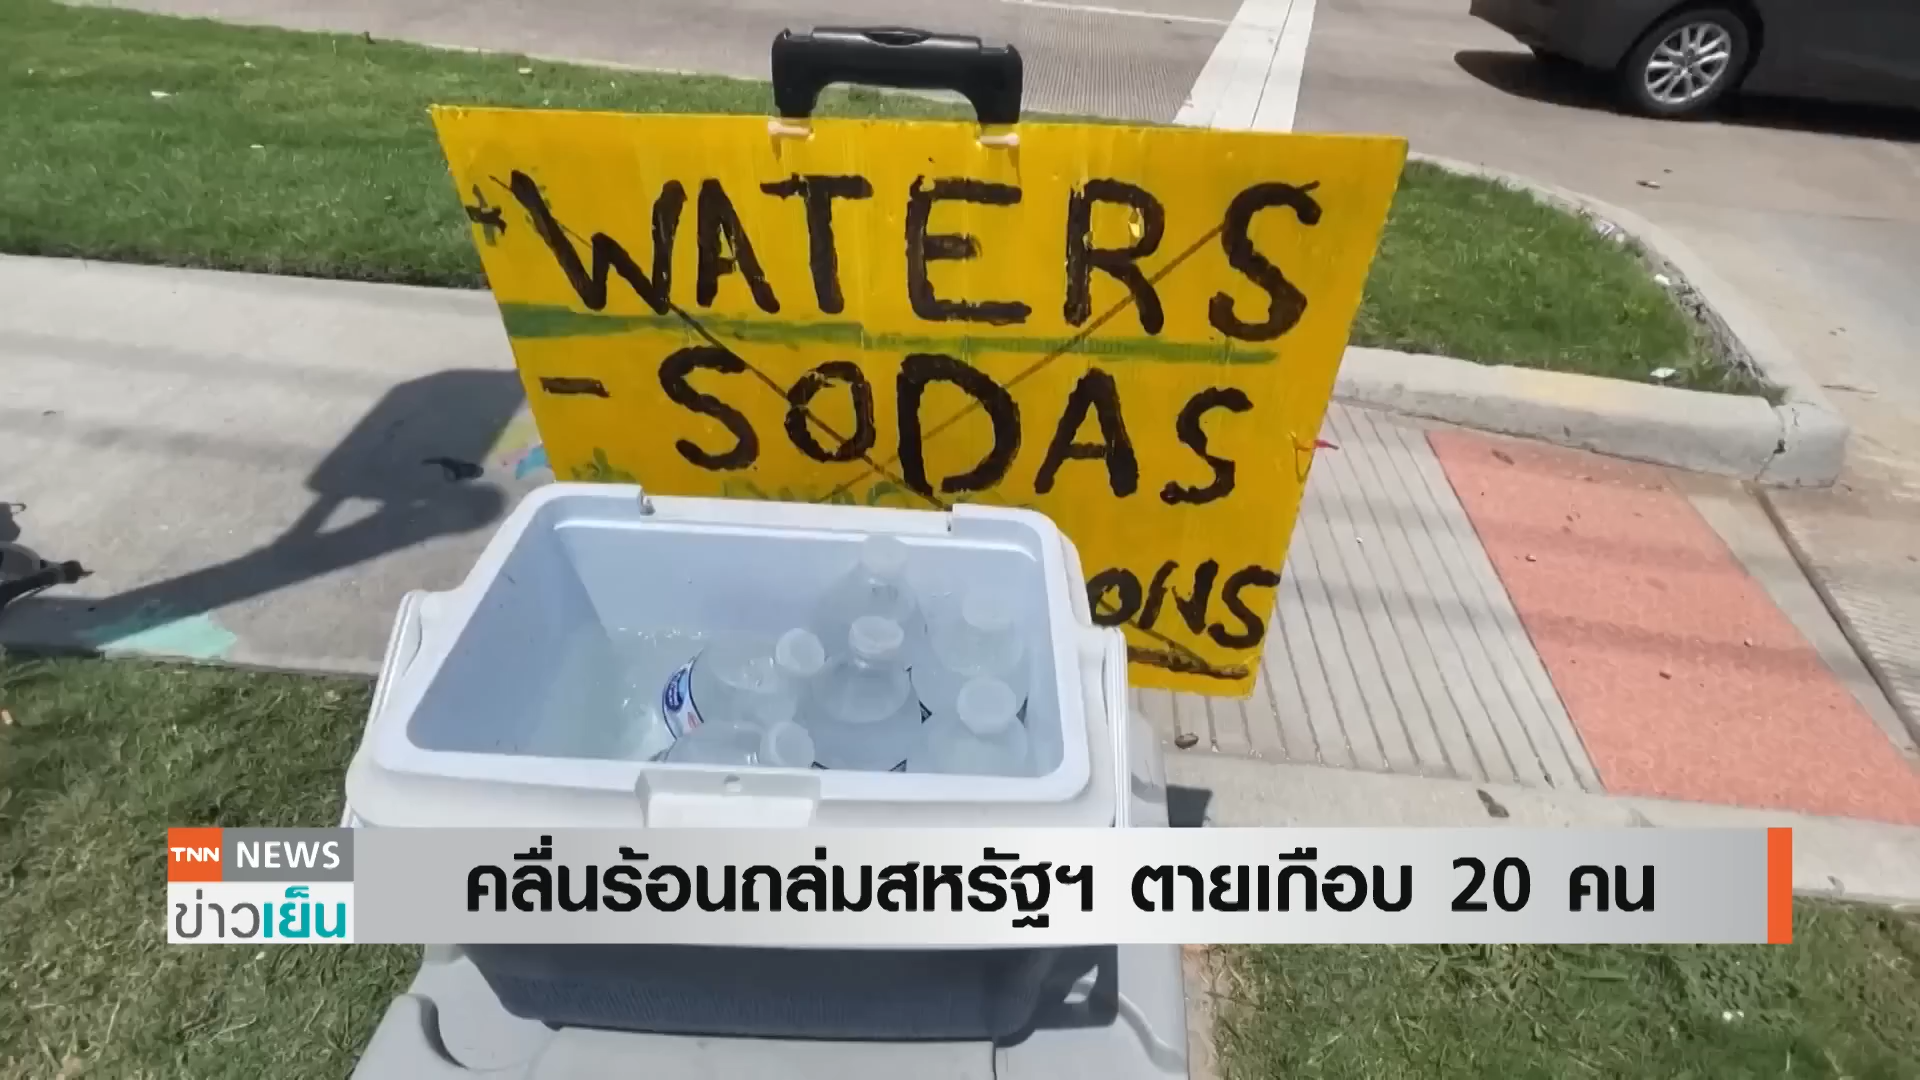 WATERS
- SODAS
TNN NEWS
ข่าวเย็น
คลื่นร้อนถล่มสหรัฐฯ ตายเกือบ 20 คน